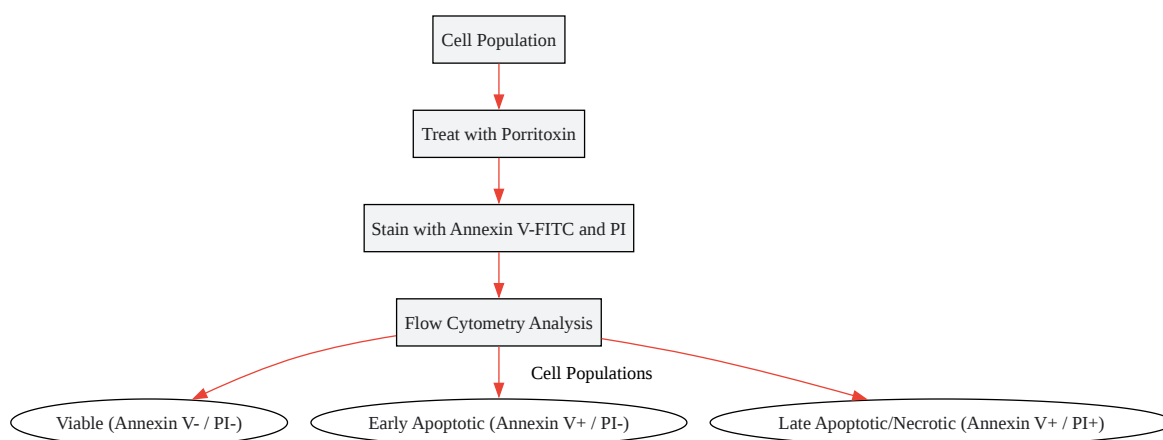 Cell Population
Treat with Porritoxin
Stain with Annexin V-FITC and PI
Flow Cytometry Analysis
Cell Populations
Viable (Annexin V- / PI-)
Early Apoptotic (Annexin V+ / PI-)
Late Apoptotic/Necrotic (Annexin V+ / PI+)